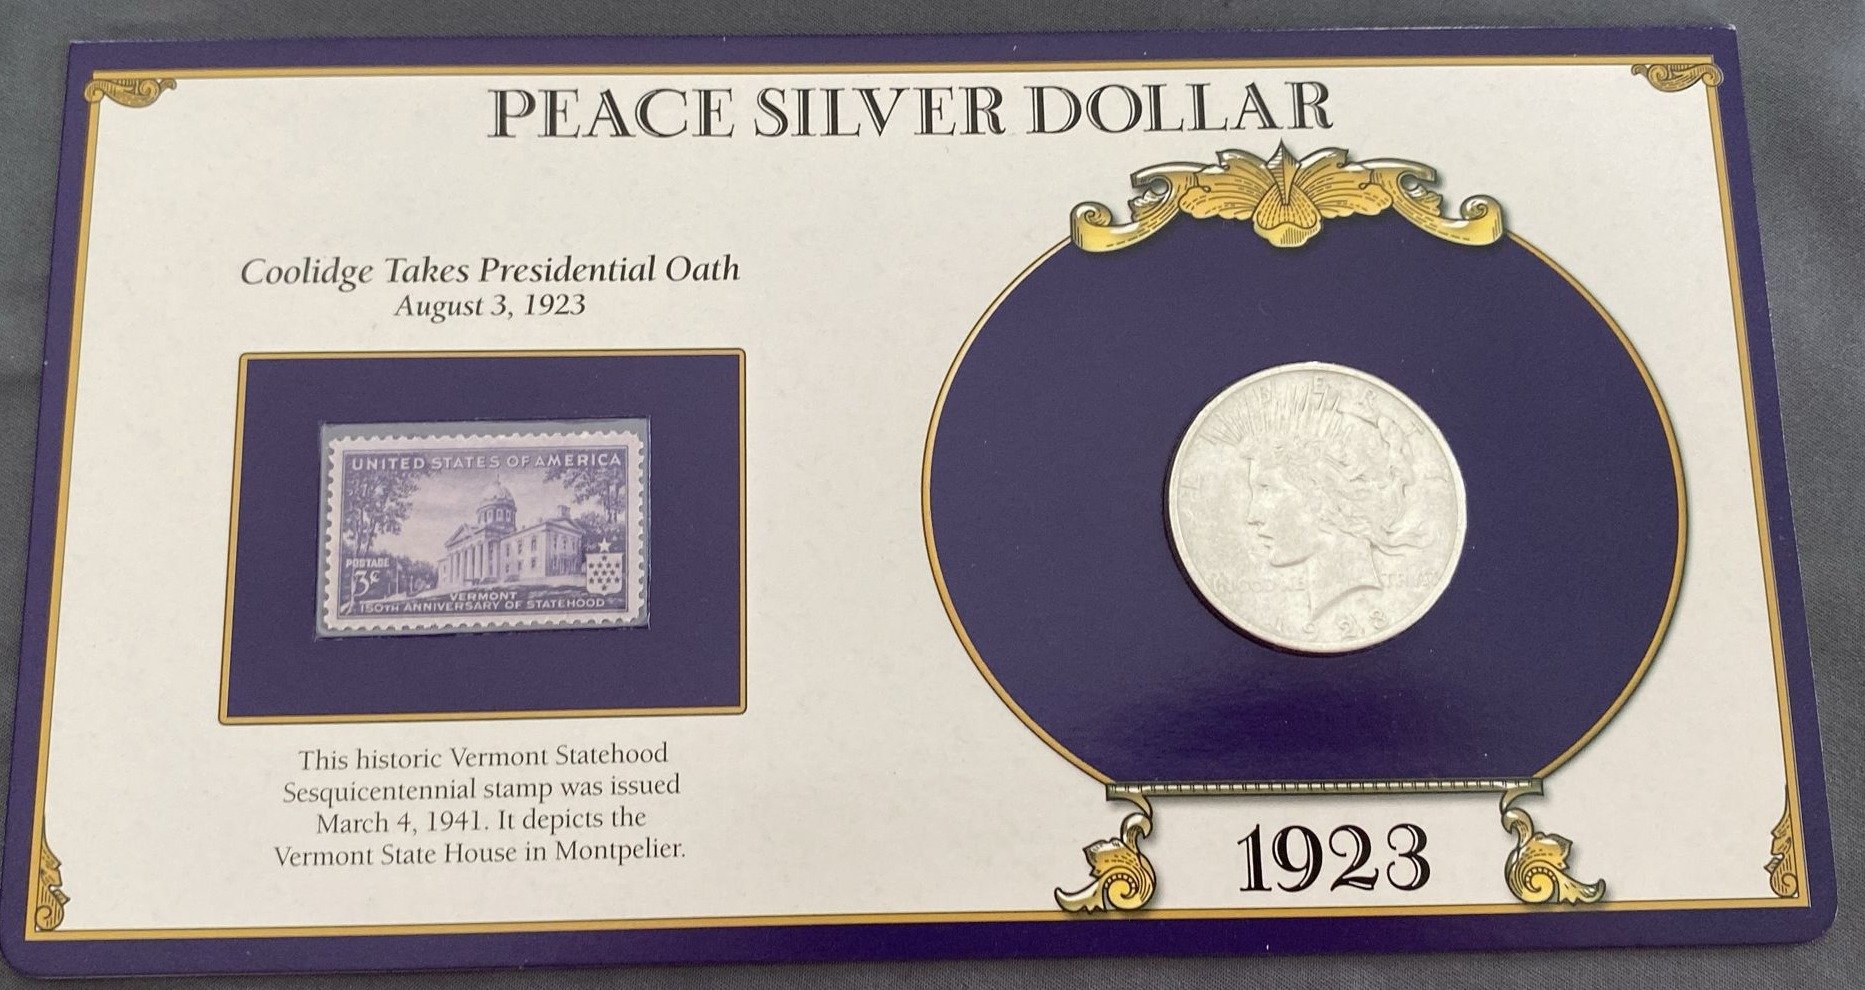 PEACE SILVER DOLLAR
Coolidge Takes Presidential Oath
August 3, 1923
UNITED STATES OF AMERICA
POSTAGE
3¢
VERMONT
150TH ANNIVERSARY OF STATEHOOD
This historic Vermont Statehood
Sesquicentennial stamp was issued
March 4, 1941. It depicts the
Vermont State House in Montpelier.
LIBERTY
IN GOD WE TRVST
1923
1923